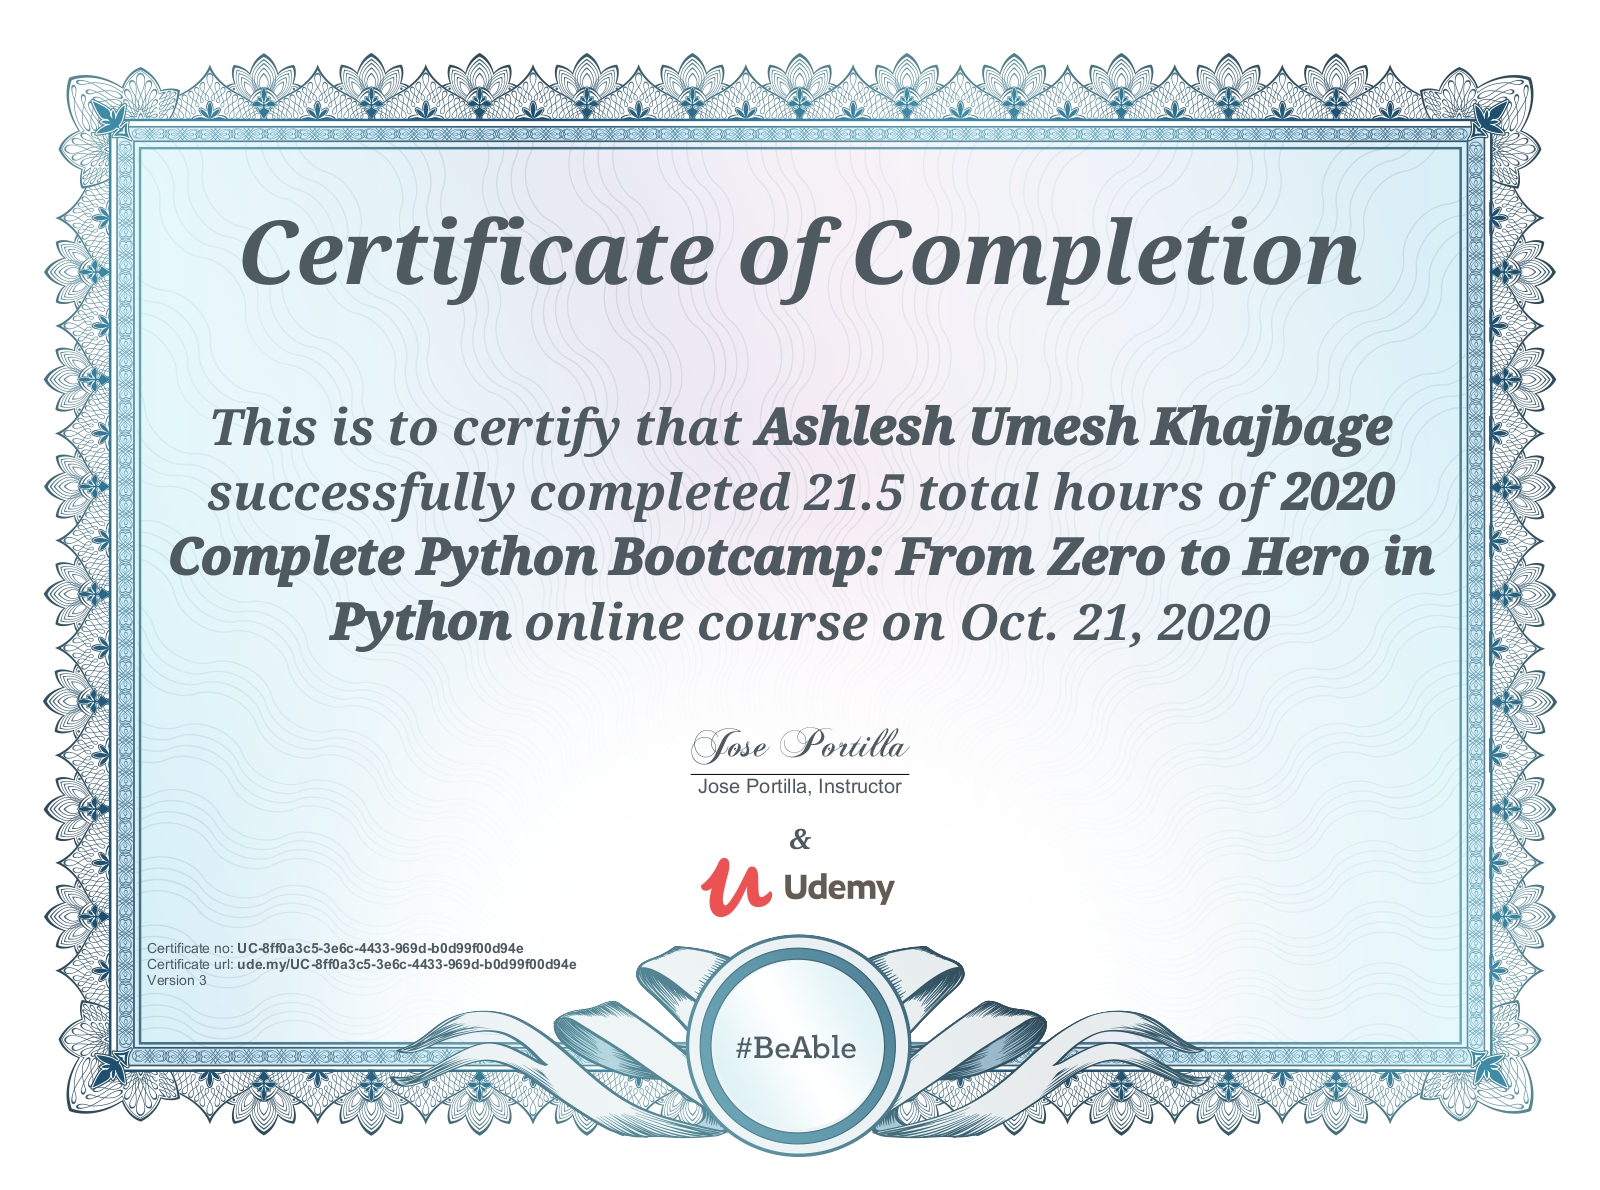 Certificate of Completion
This is to certify that Ashlesh Umesh Khajbage
successfully completed 21.5 total hours of 2020
Complete Python Bootcamp: From Zero to Hero in
Python online course on Oct. 21, 2020
Jose Portilla
Jose Portilla, Instructor
&
Udemy
Certificate no: UC-8ff0a3c5-3e6c-4433-969d-b0d99f00d94e
Certificate url: ude.my/UC-8ff0a3c5-3e6c-4433-969d-b0d99f00d94e
Version 3
#BeAble